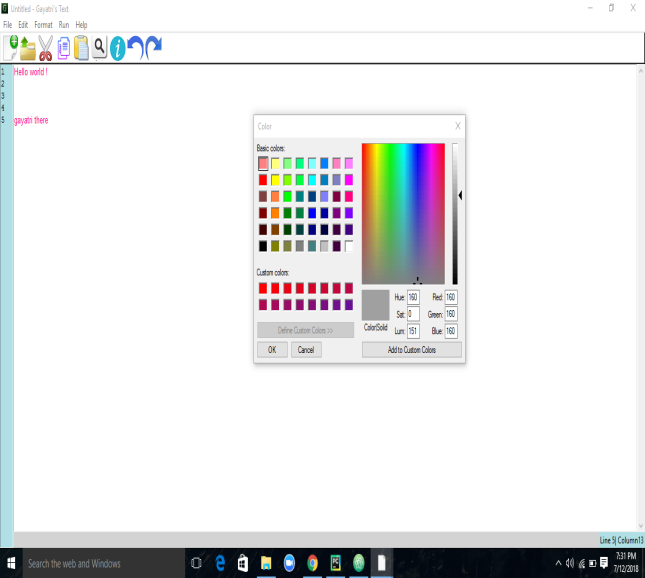 Untitled - Gayatri's Text
File Edit Format Run Help
1 Hello world !
2
3
4
5 gayatri there
Color
Basic colors:
Custom colors:
Define Custom Colors >>
OK Cancel
Color|Solid
Hue: 160 Red: 160
Sat: 0 Green: 160
Lum: 151 Blue: 160
Add to Custom Colors
Line 5| Column13
Search the web and Windows
7:31 PM
7/12/2018